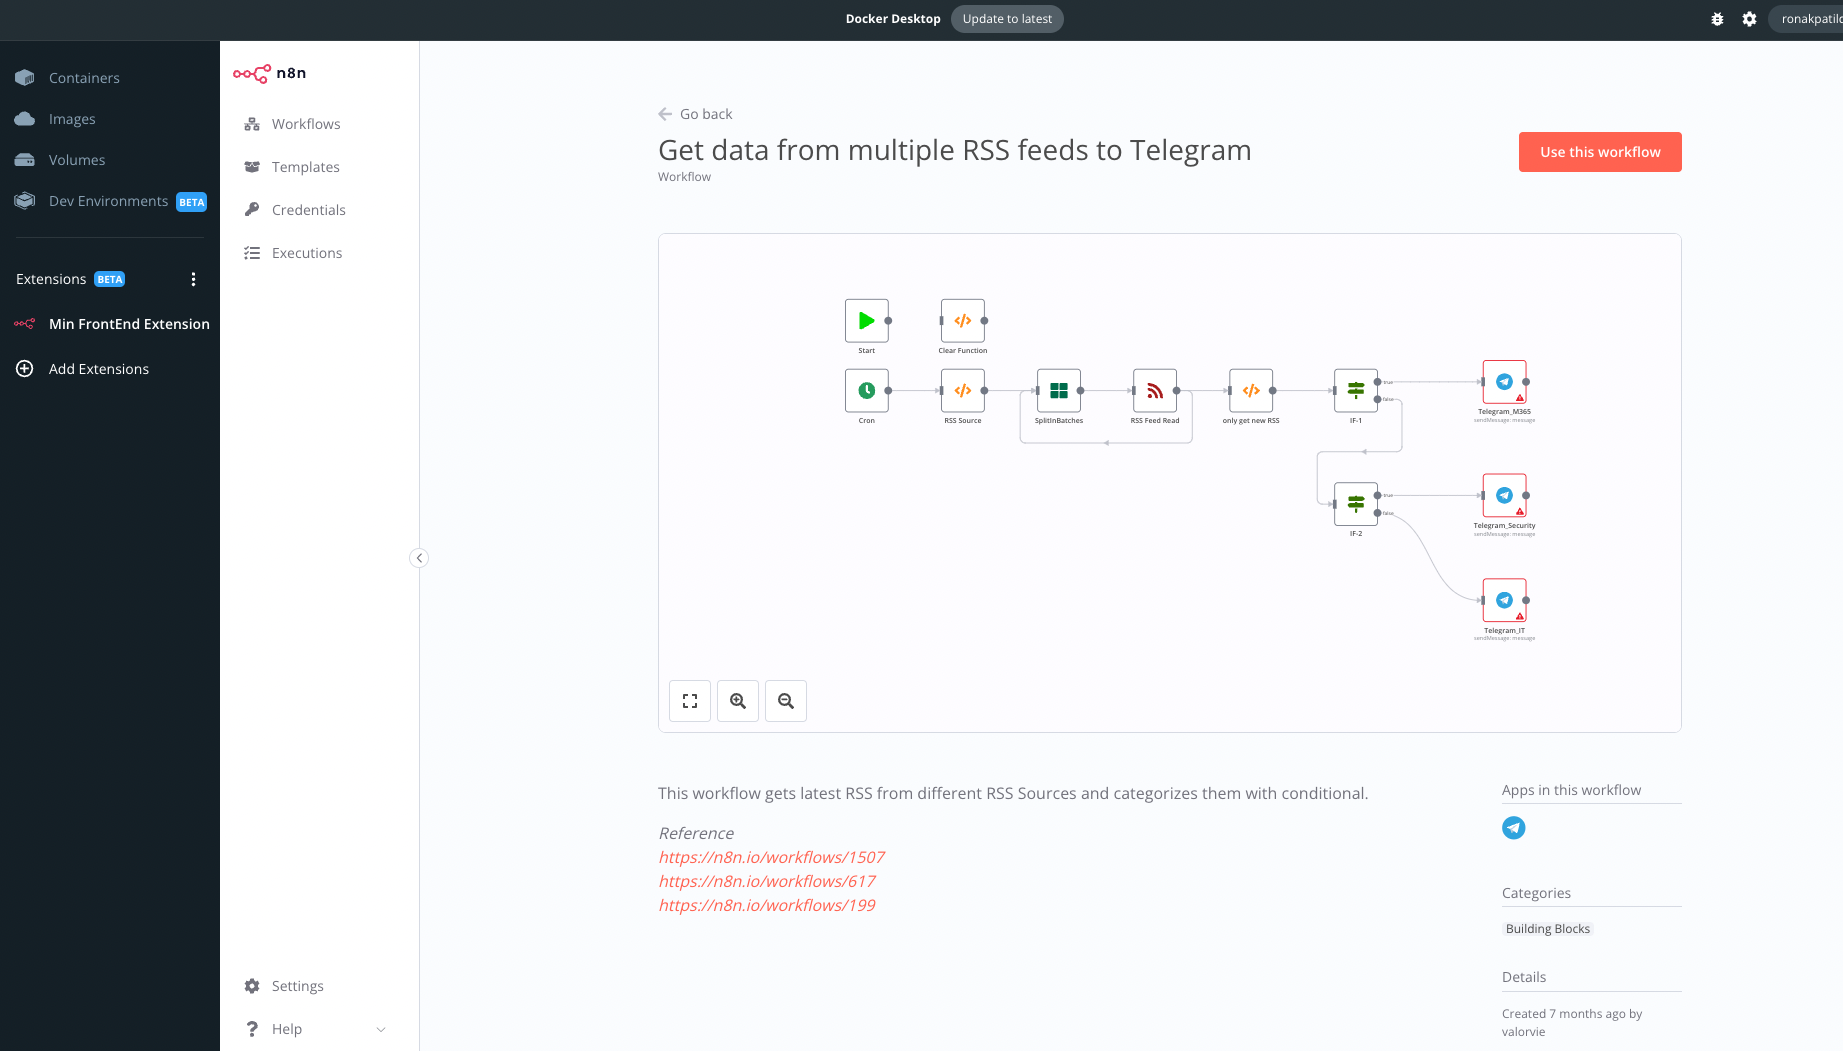 Docker Desktop
Update to latest
Containers
Images
Volumes
Dev Environments BETA
Extensions BETA
Min FrontEnd Extension
Add Extensions
n8n
Workflows
Templates
Credentials
Executions
Settings
Help
Go back
Get data from multiple RSS feeds to Telegram
Workflow
Use this workflow
Start
Clear Function
Cron
RSS Source
SplitInBatches
RSS Feed Read
only get new RSS
true
false
IF-1
Telegram_M365
sendMessage: message
true
false
IF-2
Telegram_Security
sendMessage: message
Telegram_IT
sendMessage: message
This workflow gets latest RSS from different RSS Sources and categorizes them with conditional.
Reference
https://n8n.io/workflows/1507
https://n8n.io/workflows/617
https://n8n.io/workflows/199
Apps in this workflow
Categories
Building Blocks
Details
Created 7 months ago by
valorvie